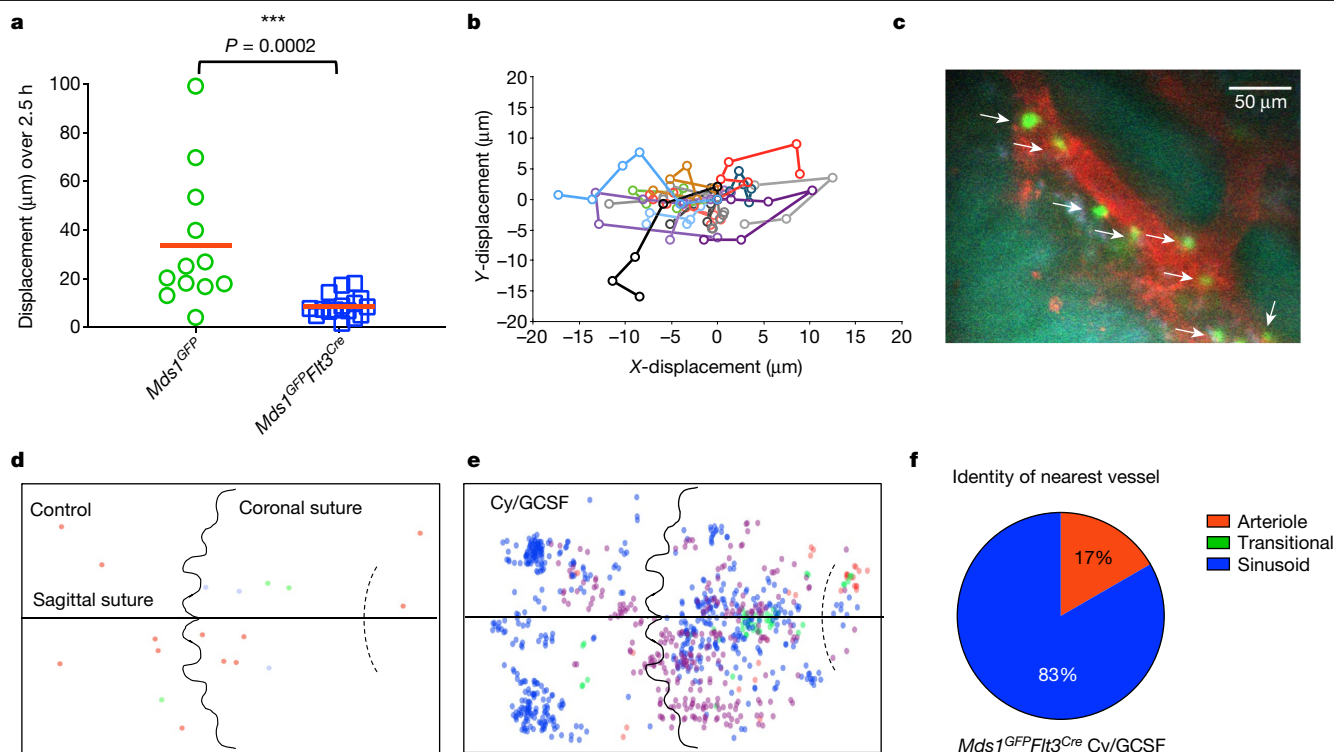 a
***
P = 0.0002
Displacement (μm) over 2.5 h
100
80
60
40
20
0
Mds1GFP
Mds1GFPFlt3Cre
b
Y-displacement (μm)
20
15
10
5
0
−5
−10
−15
−20
−20 −15 −10 −5 0 5 10 15 20
X-displacement (μm)
c
50 μm
d
Control
Coronal suture
Sagittal suture
e
Cy/GCSF
f
Identity of nearest vessel
17%
83%
Arteriole
Transitional
Sinusoid
Mds1GFPFlt3Cre Cy/GCSF